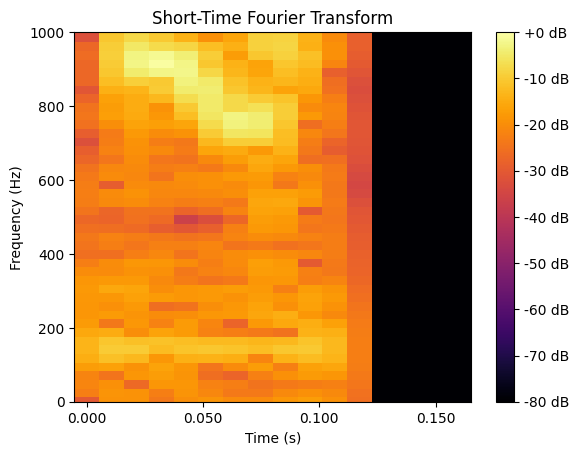 Short-Time Fourier Transform
1000
800
600
400
200
0
Frequency (Hz)
0.000
0.050
0.100
0.150
Time (s)
+0 dB
-10 dB
-20 dB
-30 dB
-40 dB
-50 dB
-60 dB
-70 dB
-80 dB